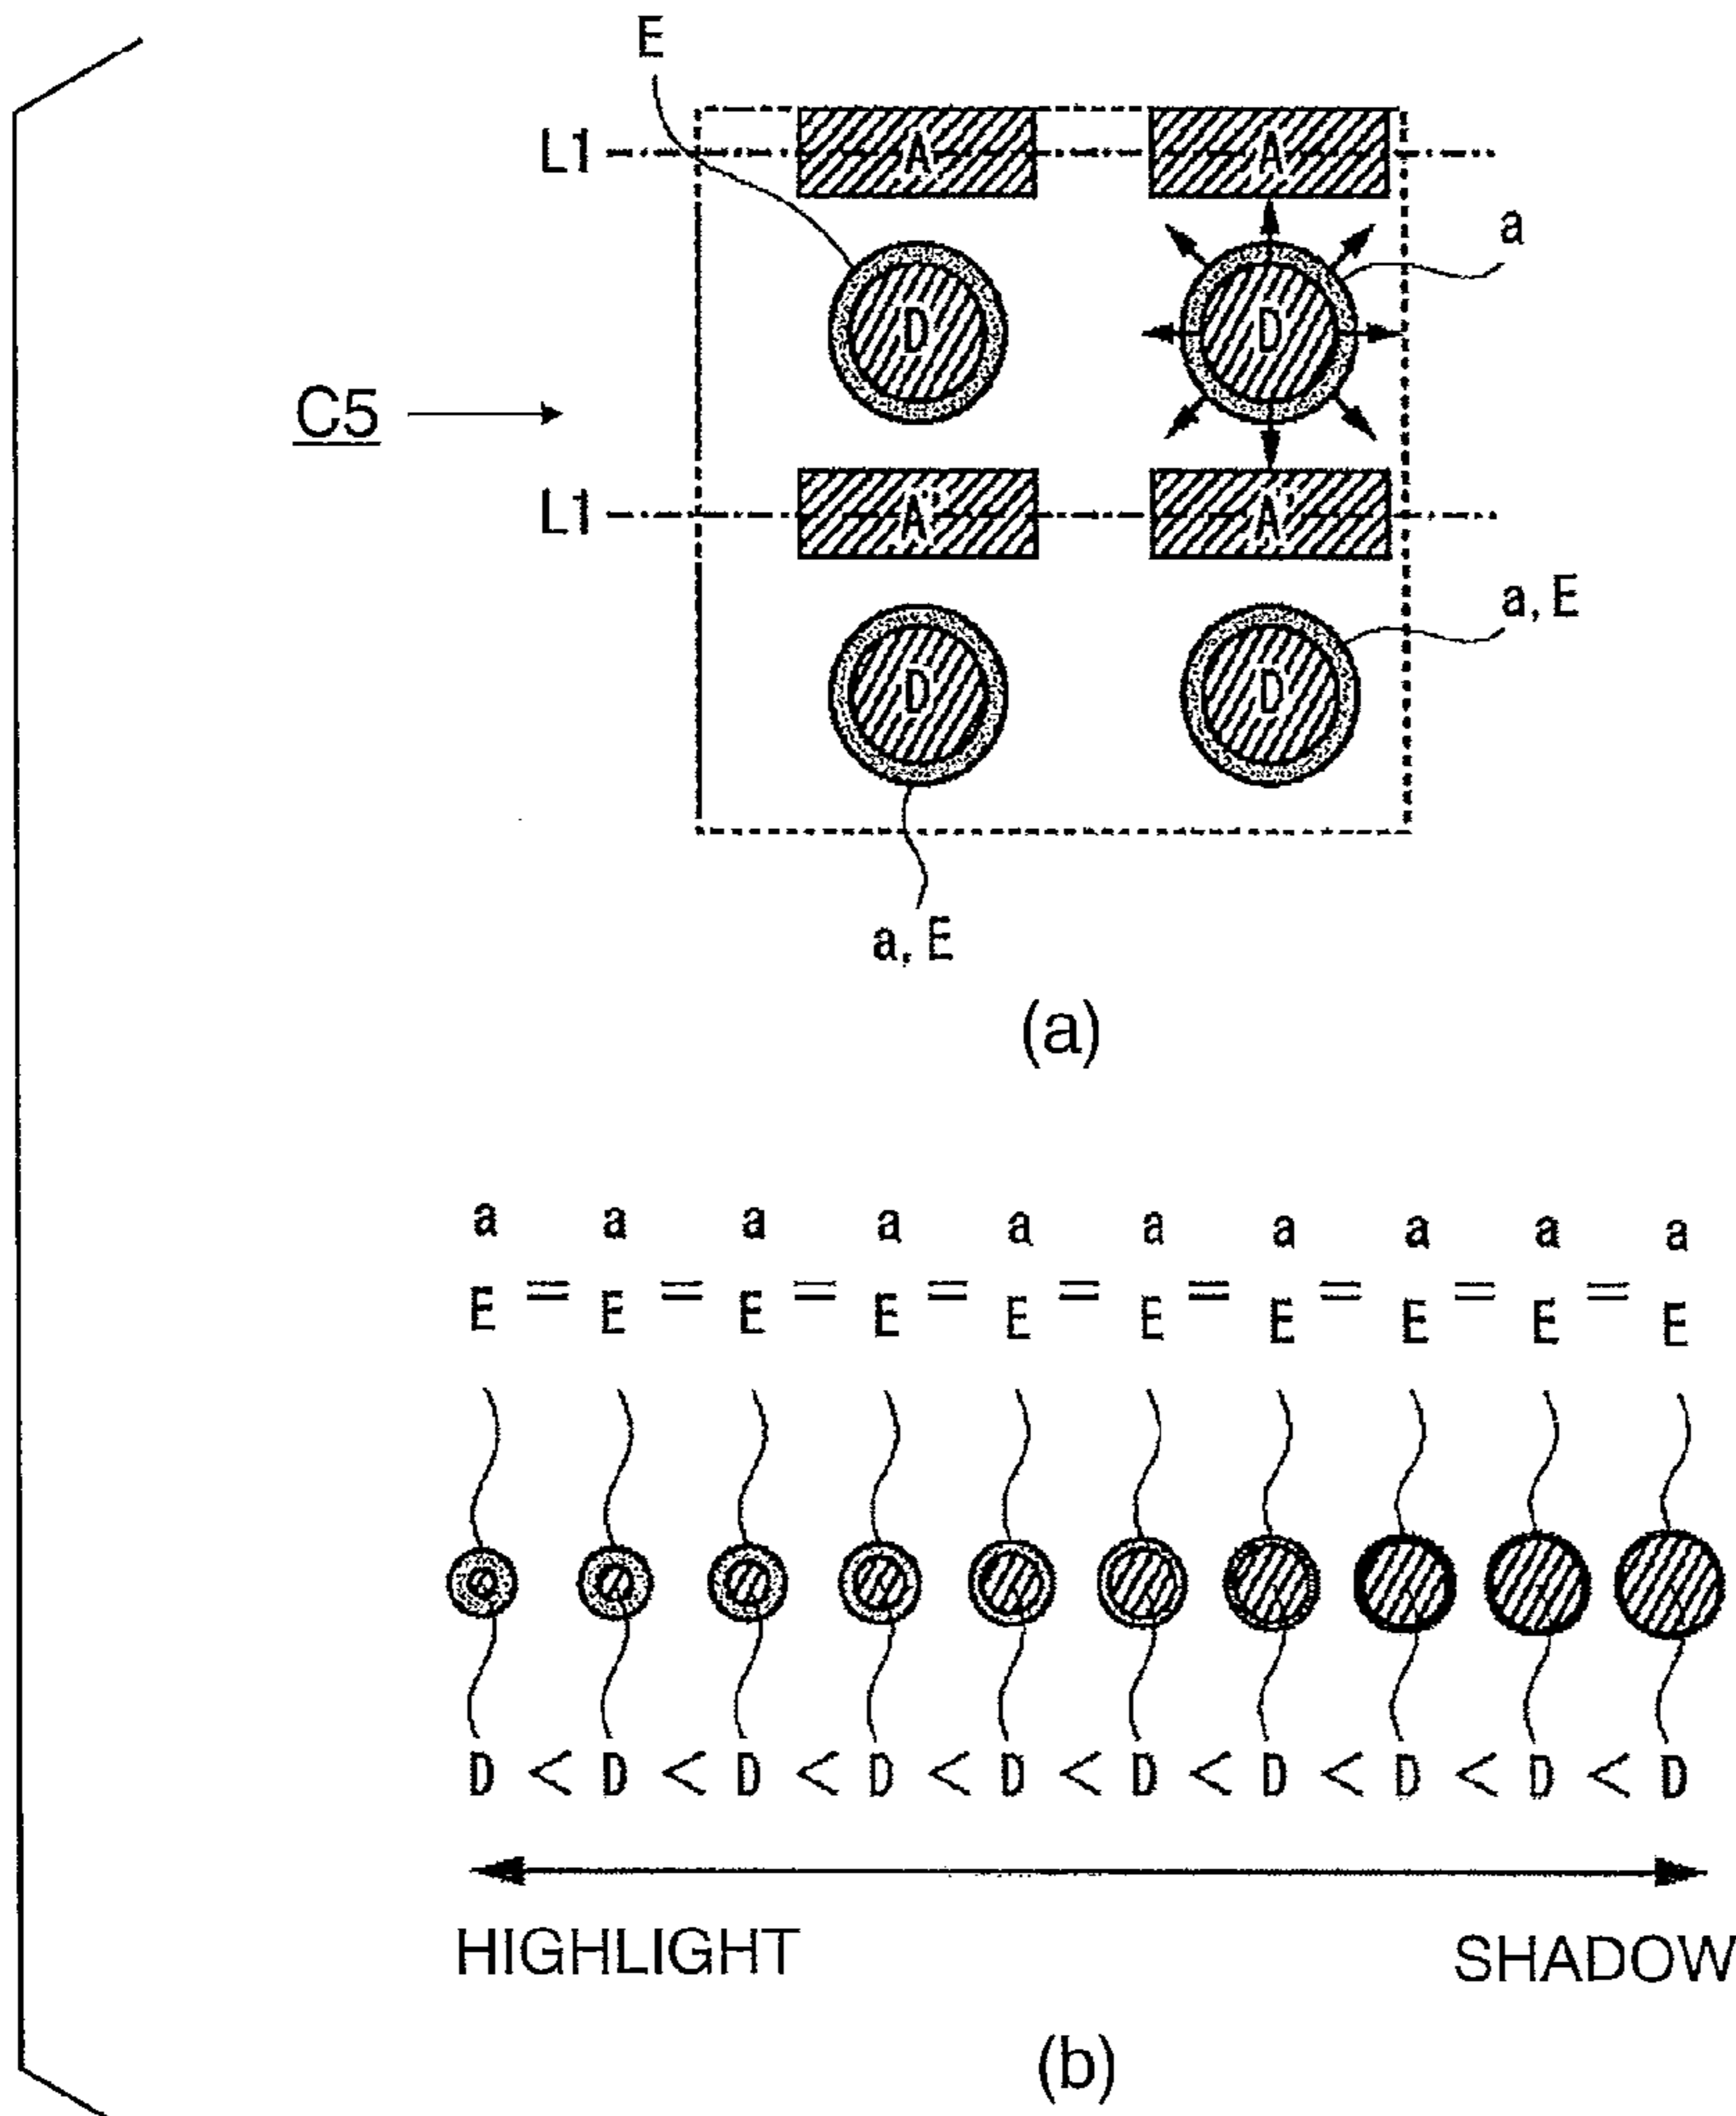 E
L1 A A
a
D D
C5
L1 A' A'
a, E
D D
a, E
(a)
a a a a a a a a a a
E = E = E = E = E = E = E = E = E = E
D < D < D < D < D < D < D < D < D < D
HIGHLIGHT SHADOW
(b)